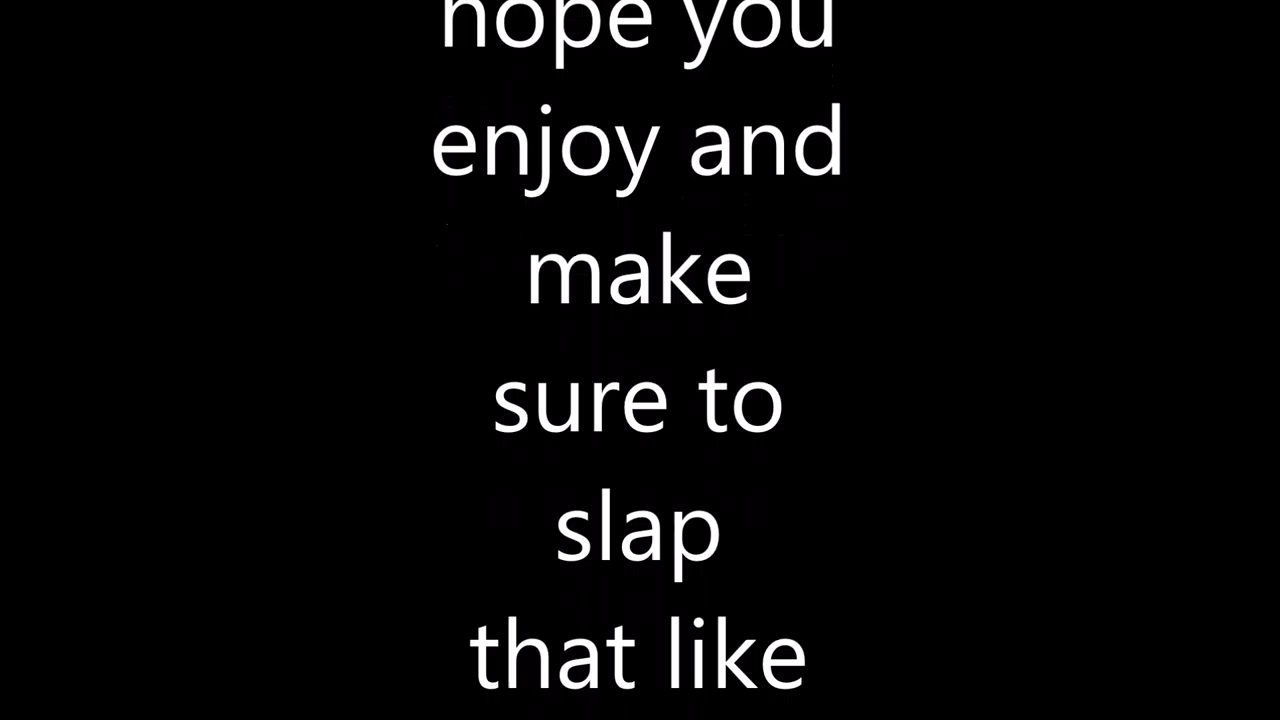 hope you
enjoy and
make
sure to
slap
that like